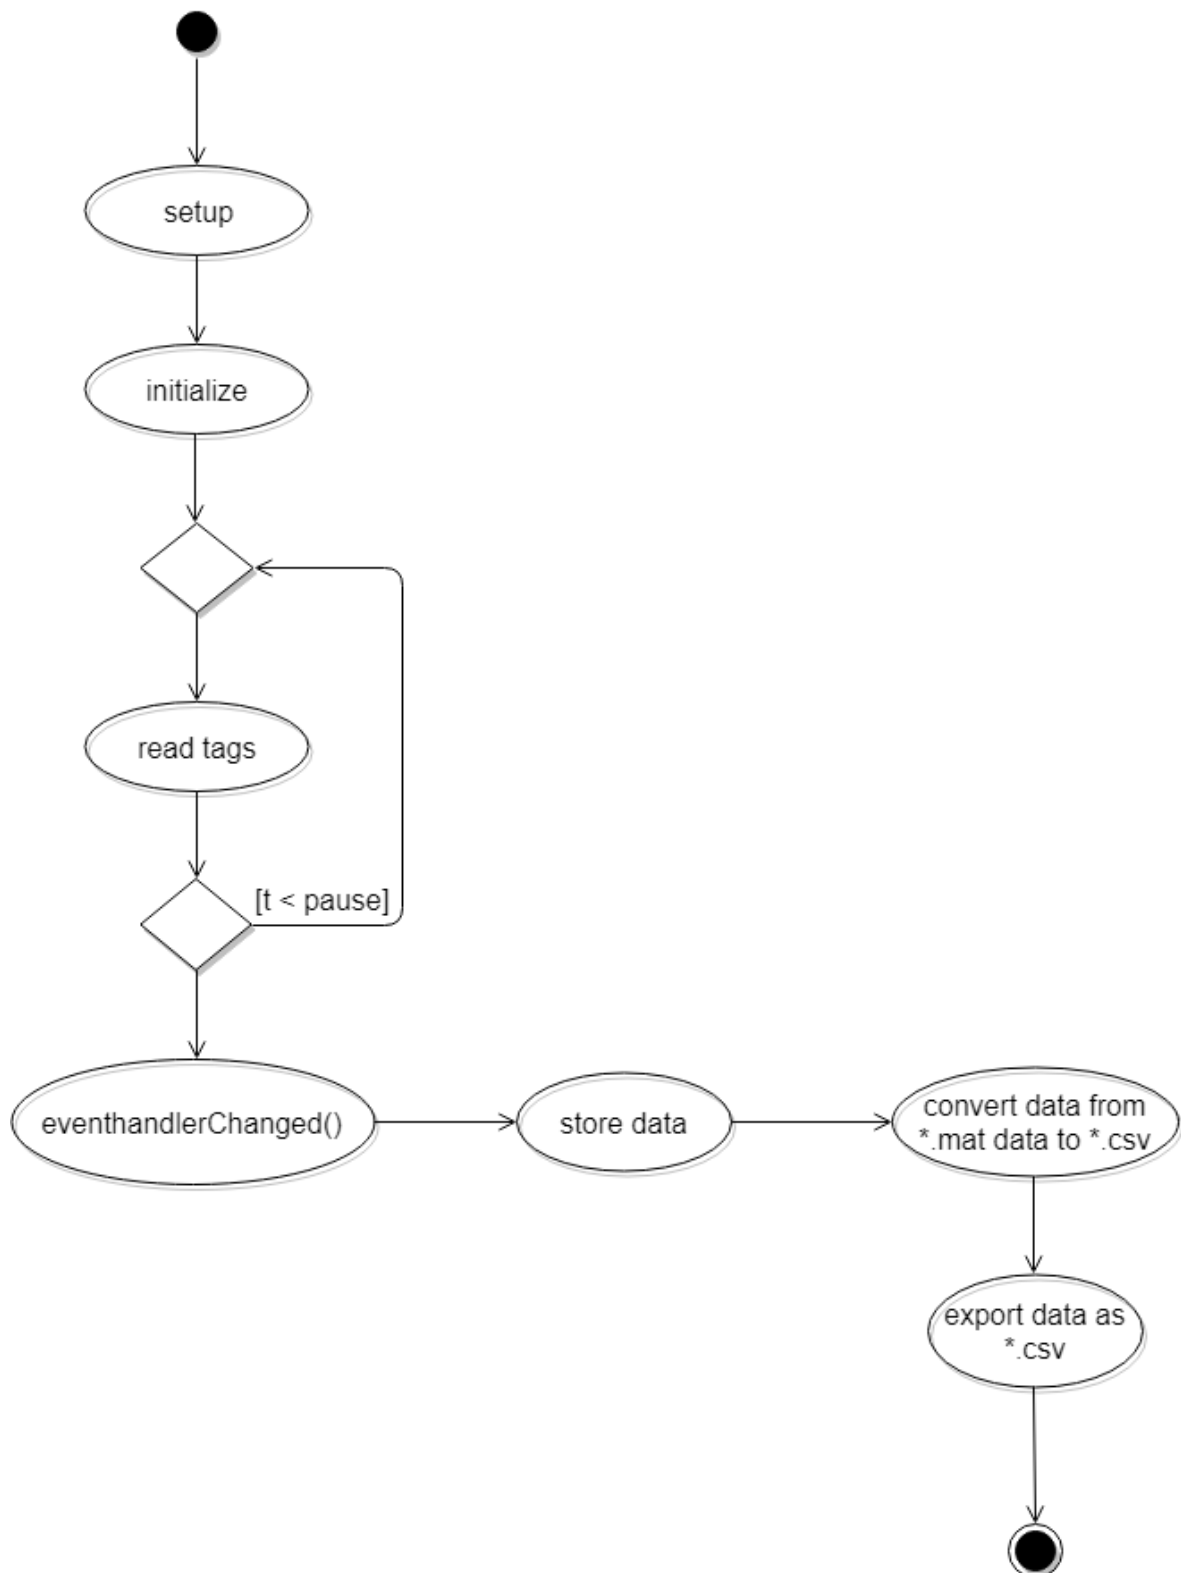 setup
initialize
read tags
[t < pause]
eventhandlerChanged()
store data
convert data from
*.mat data to *.csv
export data as
*.csv